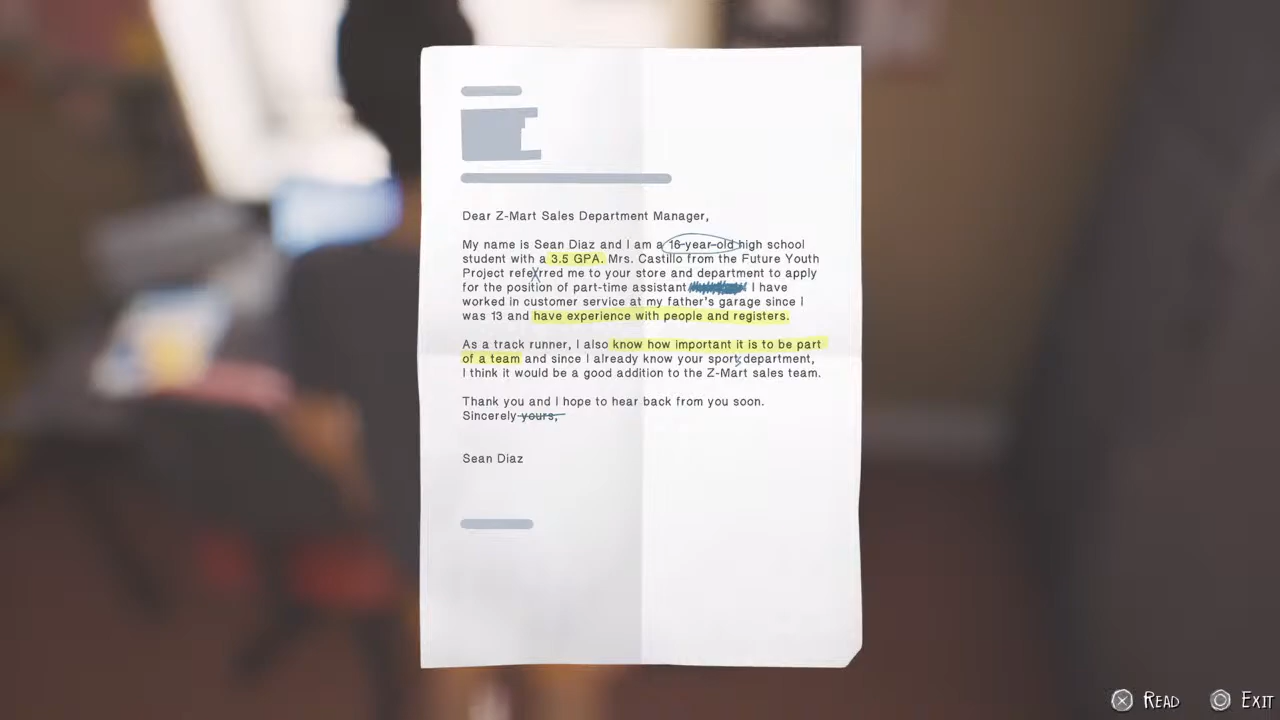 Dear Z-Mart Sales Department Manager,
My name is Sean Diaz and I am a 16-year-old high school
student with a 3.5 GPA. Mrs. Castillo from the Future Youth
Project referred me to your store and department to apply
for the position of part-time assistant I have
worked in customer service at my father's garage since I
was 13 and have experience with people and registers.
As a track runner, I also know how important it is to be part
of a team and since I already know your sport department,
I think it would be a good addition to the Z-Mart sales team.
Thank you and I hope to hear back from you soon.
Sincerely yours,
Sean Diaz
READ EXIT